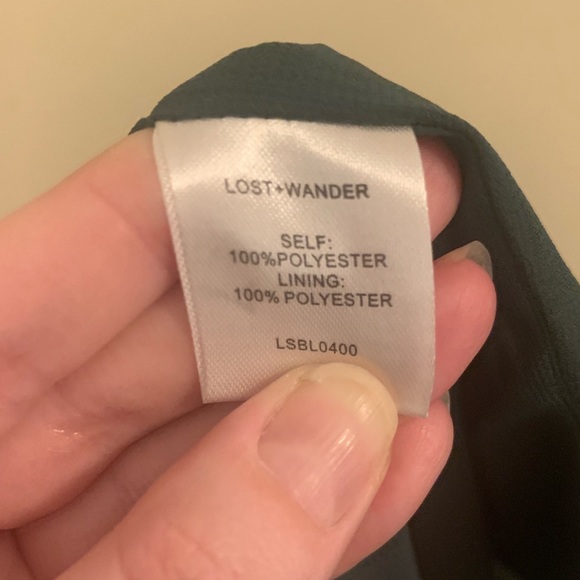 LOST+WANDER
SELF:
100%POLYESTER
LINING:
100% POLYESTER
LSBL0400